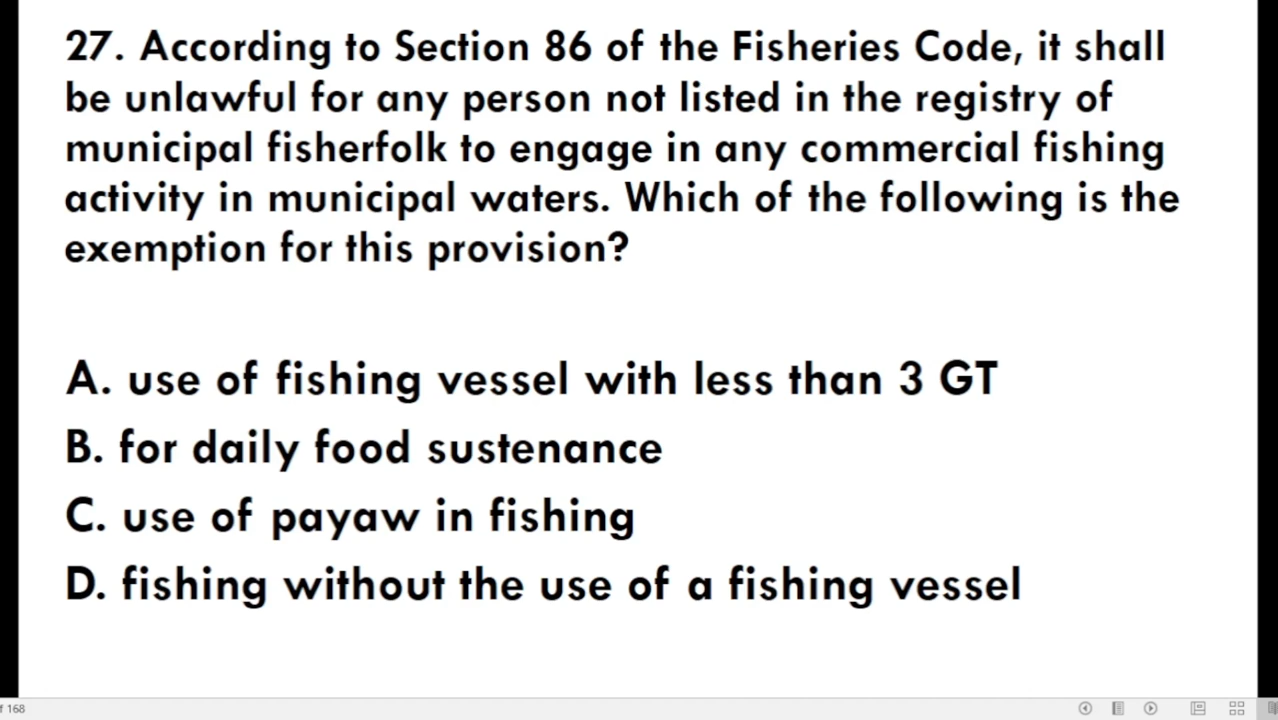 27. According to Section 86 of the Fisheries Code, it shall
be unlawful for any person not listed in the registry of
municipal fisherfolk to engage in any commercial fishing
activity in municipal waters. Which of the following is the
exemption for this provision?
A. use of fishing vessel with less than 3 GT
B. for daily food sustenance
C. use of payaw in fishing
D. fishing without the use of a fishing vessel
f 168